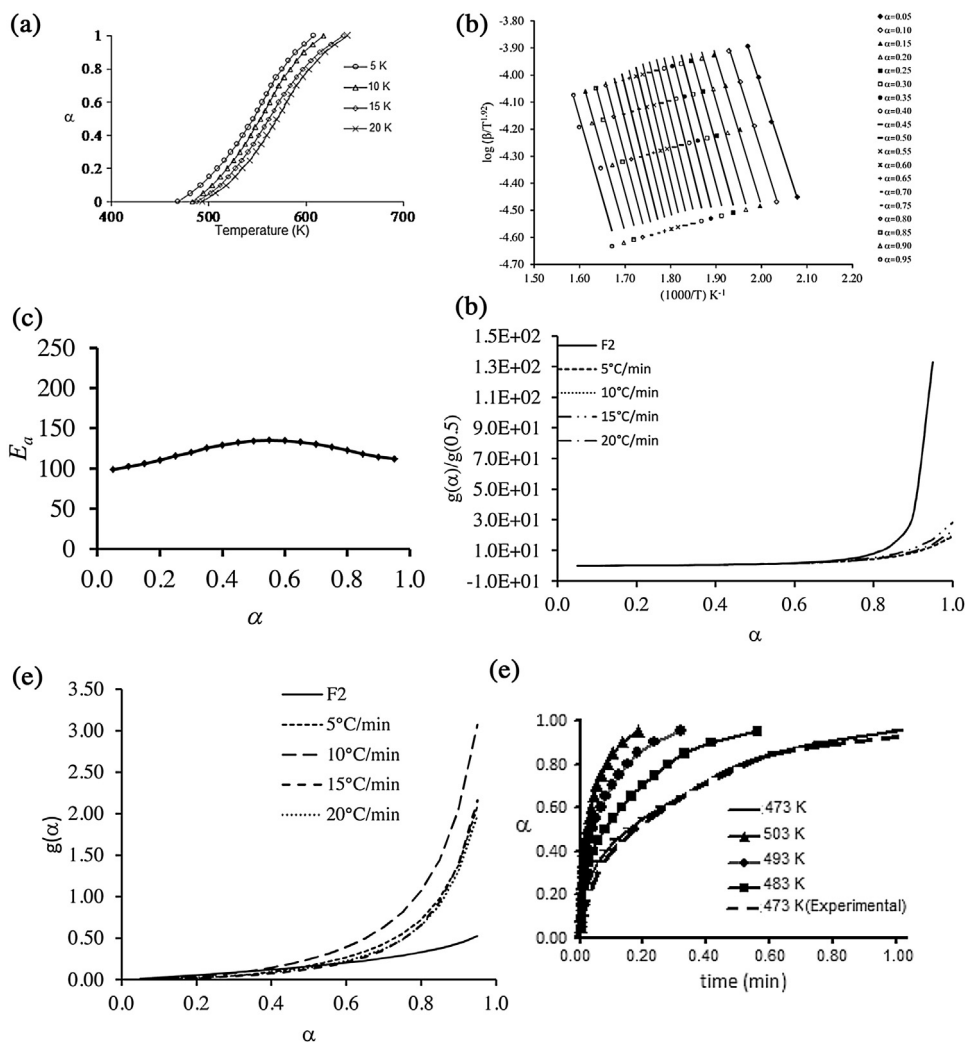 (a)
1
0.8
0.6
0.4
0.2
0
α
400
500
600
700
Temperature (K)
5 K
10 K
15 K
20 K
(b)
-3.80
-3.90
-4.00
-4.10
-4.20
-4.30
-4.40
-4.50
-4.60
-4.70
log (β/T^1.92)
1.50 1.60 1.70 1.80 1.90 2.00 2.10 2.20
(1000/T) K-1
α=0.05
α=0.10
α=0.15
α=0.20
α=0.25
α=0.30
α=0.35
α=0.40
α=0.45
α=0.50
α=0.55
α=0.60
α=0.65
α=0.70
α=0.75
α=0.80
α=0.85
α=0.90
α=0.95
(c)
250
200
150
100
50
0
Ea
0.0 0.2 0.4 0.6 0.8 1.0
α
(b)
1.5E+02
1.3E+02
1.1E+02
9.0E+01
7.0E+01
5.0E+01
3.0E+01
1.0E+01
-1.0E+01
g(α)/g(0.5)
0.0 0.2 0.4 0.6 0.8 1.0
α
F2
5°C/min
10°C/min
15°C/min
20°C/min
(e)
3.50
3.00
2.50
2.00
1.50
1.00
0.50
0.00
g(α)
0.0 0.2 0.4 0.6 0.8 1.0
α
F2
5°C/min
10°C/min
15°C/min
20°C/min
(e)
1.00
0.80
0.60
0.40
0.20
0.00
α
0.00 0.20 0.40 0.60 0.80 1.00
time (min)
473 K
503 K
493 K
483 K
473 K(Experimental)